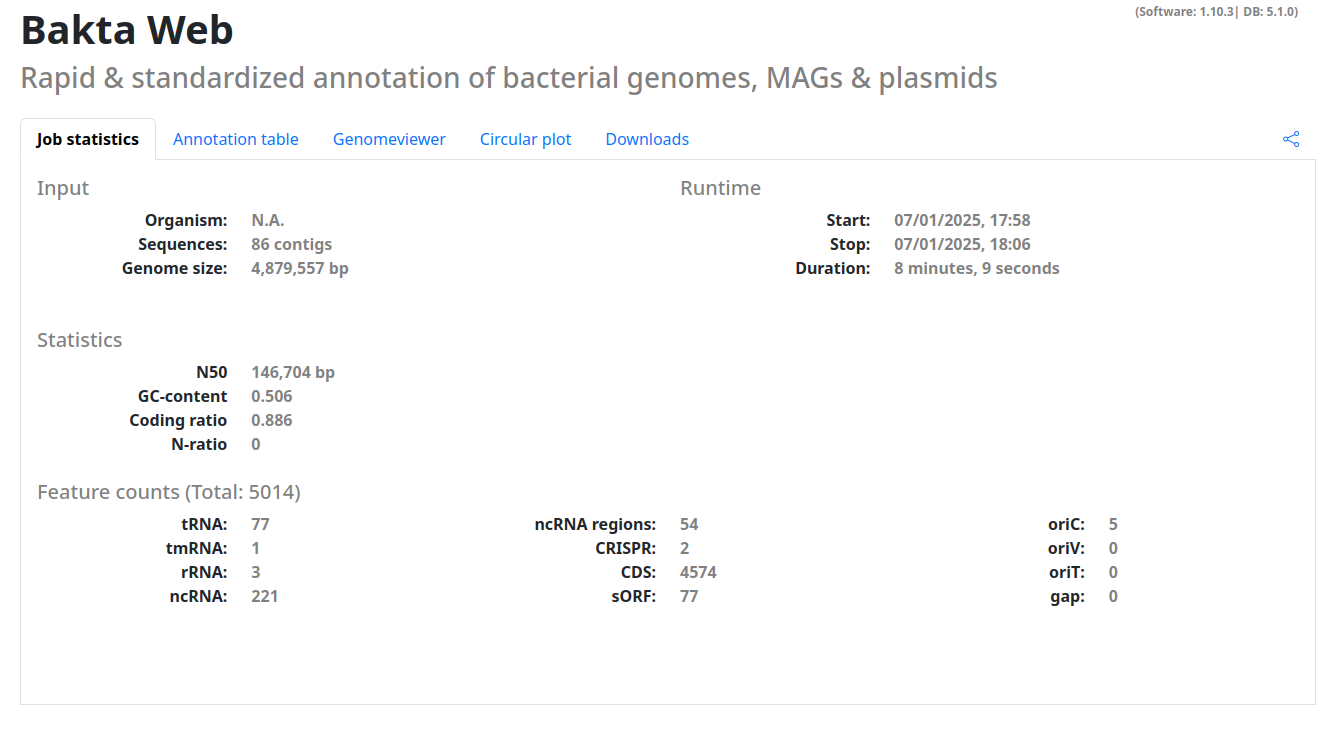 (Software: 1.10.3| DB: 5.1.0)
Bakta Web
Rapid & standardized annotation of bacterial genomes, MAGs & plasmids
Job statistics Annotation table Genomeviewer Circular plot Downloads
Input
Organism: N.A.
Sequences: 86 contigs
Genome size: 4,879,557 bp
Runtime
Start: 07/01/2025, 17:58
Stop: 07/01/2025, 18:06
Duration: 8 minutes, 9 seconds
Statistics
N50 146,704 bp
GC-content 0.506
Coding ratio 0.886
N-ratio 0
Feature counts (Total: 5014)
tRNA: 77 ncRNA regions: 54 oriC: 5
tmRNA: 1 CRISPR: 2 oriV: 0
rRNA: 3 CDS: 4574 oriT: 0
ncRNA: 221 sORF: 77 gap: 0